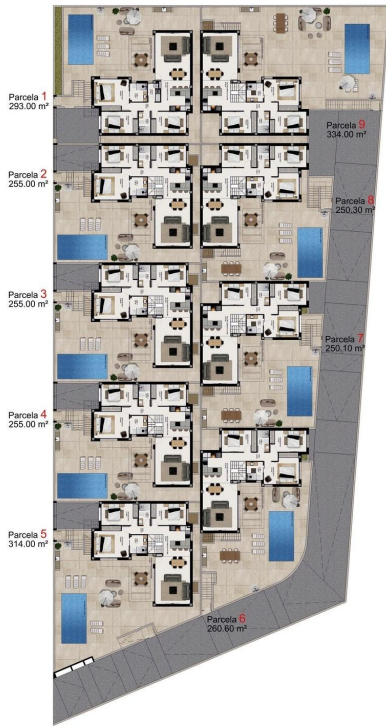 Parcela 1
293.00 m²
Parcela 9
334.00 m²
Parcela 2
255.00 m²
Parcela 8
250.30 m²
Parcela 3
255.00 m²
Parcela 7
250.10 m²
Parcela 4
255.00 m²
Parcela 5
314.00 m²
Parcela 6
260.60 m²